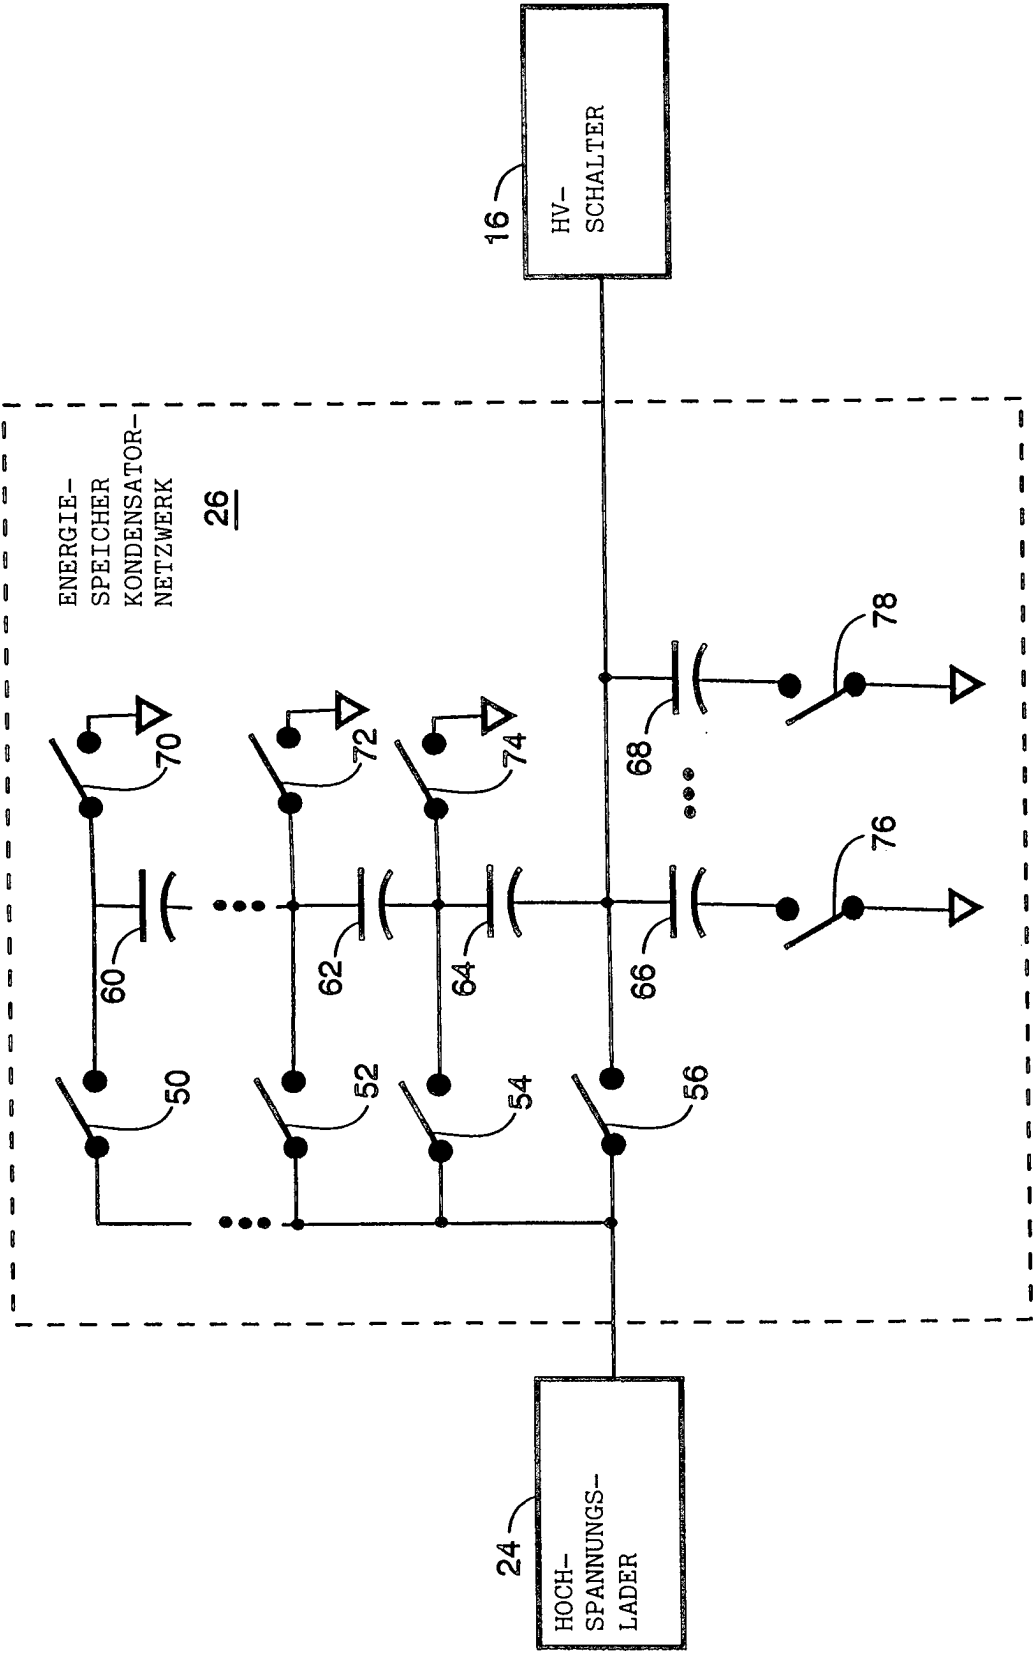 ENERGIE-
SPEICHER
KONDENSATOR-
NETZWERK
26
70
72
74
60
62
64
50
52
54
56
66
68
76
78
24
HOCH-
SPANNUNGS-
LADER
16
HV-
SCHALTER